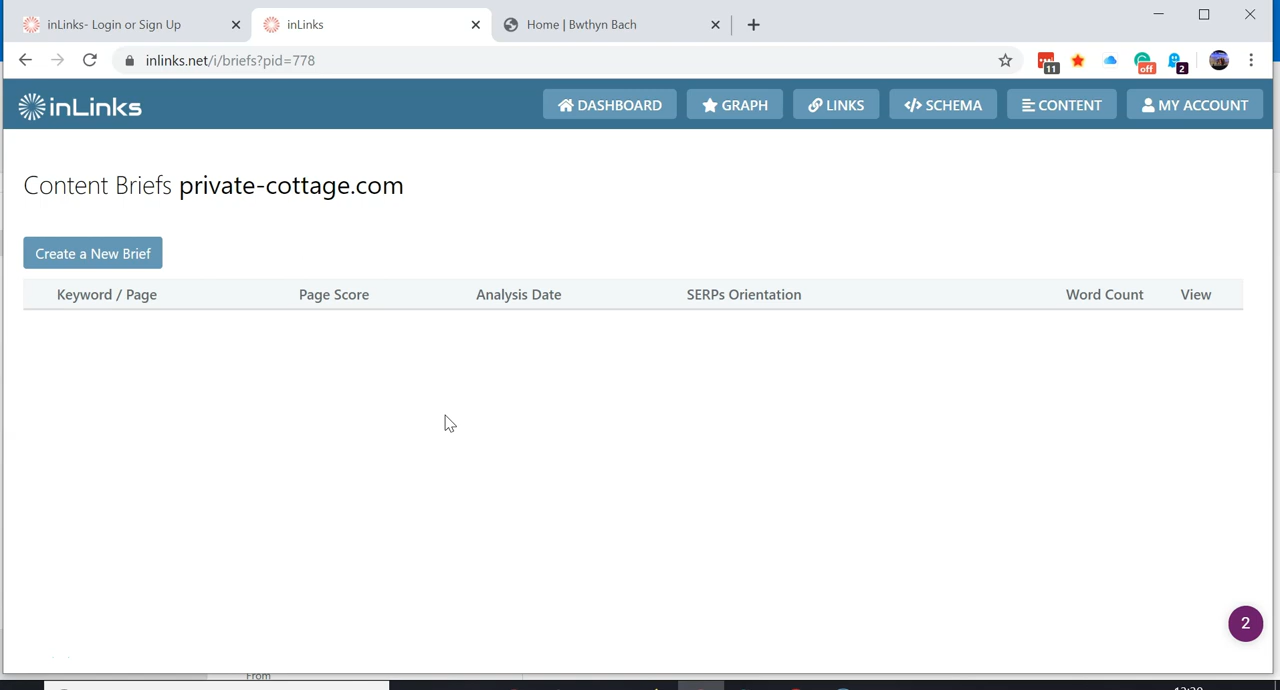 inLinks- Login or Sign Up
inLinks
Home | Bwthyn Bach
inlinks.net/i/briefs?pid=778
11
off
2
inLinks
DASHBOARD
GRAPH
LINKS
SCHEMA
CONTENT
MY ACCOUNT
Content Briefs private-cottage.com
Create a New Brief
Keyword / Page
Page Score
Analysis Date
SERPs Orientation
Word Count
View
2
From